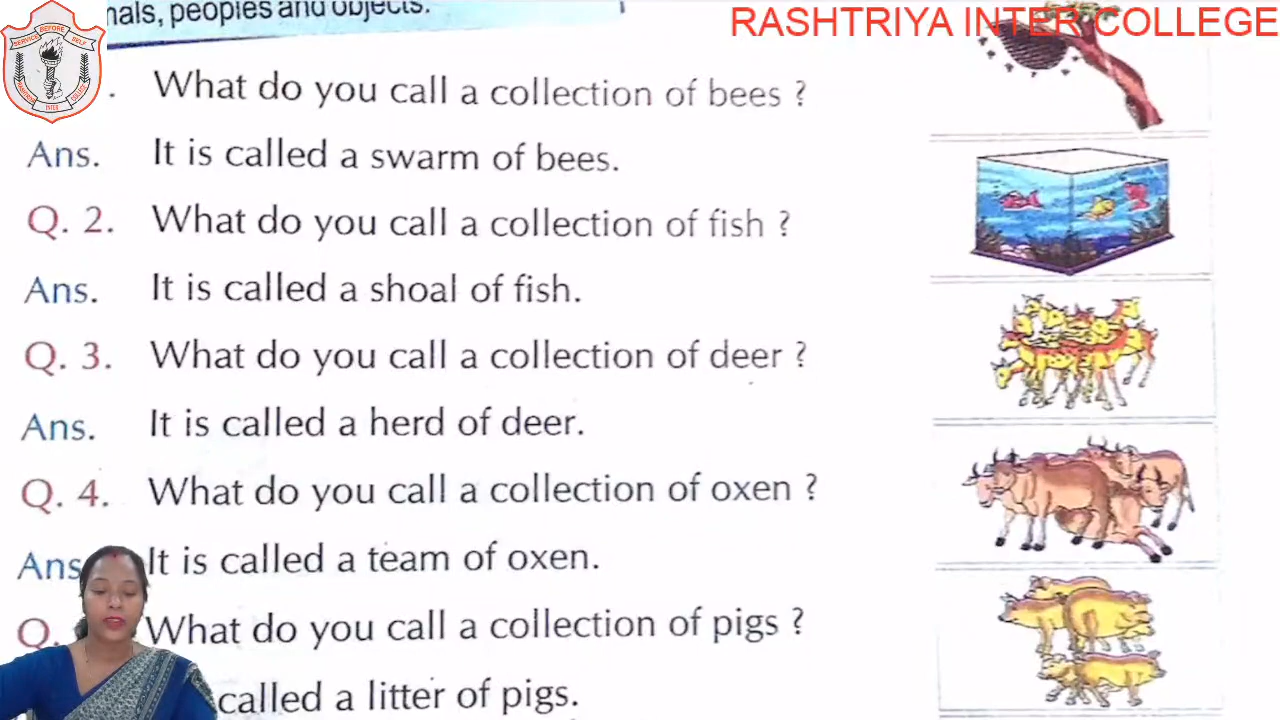 nals, peoples and objects.
RASHTRIYA INTER COLLEGE
SERVICE BEFORE SELF
INTER
What do you call a collection of bees ?
Ans. It is called a swarm of bees.
Q. 2. What do you call a collection of fish ?
Ans. It is called a shoal of fish.
Q. 3. What do you call a collection of deer ?
Ans. It is called a herd of deer.
Q. 4. What do you call a collection of oxen ?
Ans It is called a team of oxen.
Q. What do you call a collection of pigs ?
called a litter of pigs.